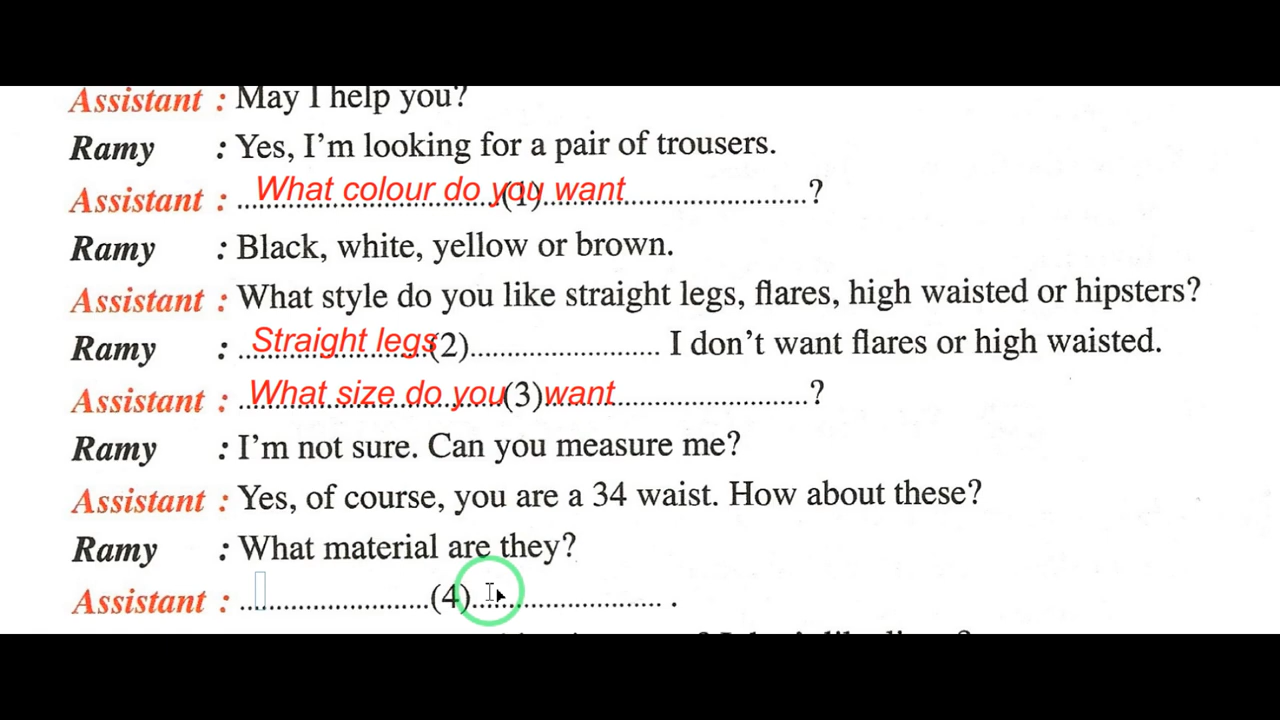 Assistant : May I help you?
Ramy : Yes, I'm looking for a pair of trousers.
Assistant : What colour do you want (1) ?
Ramy : Black, white, yellow or brown.
Assistant : What style do you like straight legs, flares, high waisted or hipsters?
Ramy : Straight legs (2) I don't want flares or high waisted.
Assistant : What size do you (3) want ?
Ramy : I'm not sure. Can you measure me?
Assistant : Yes, of course, you are a 34 waist. How about these?
Ramy : What material are they?
Assistant : (4) .